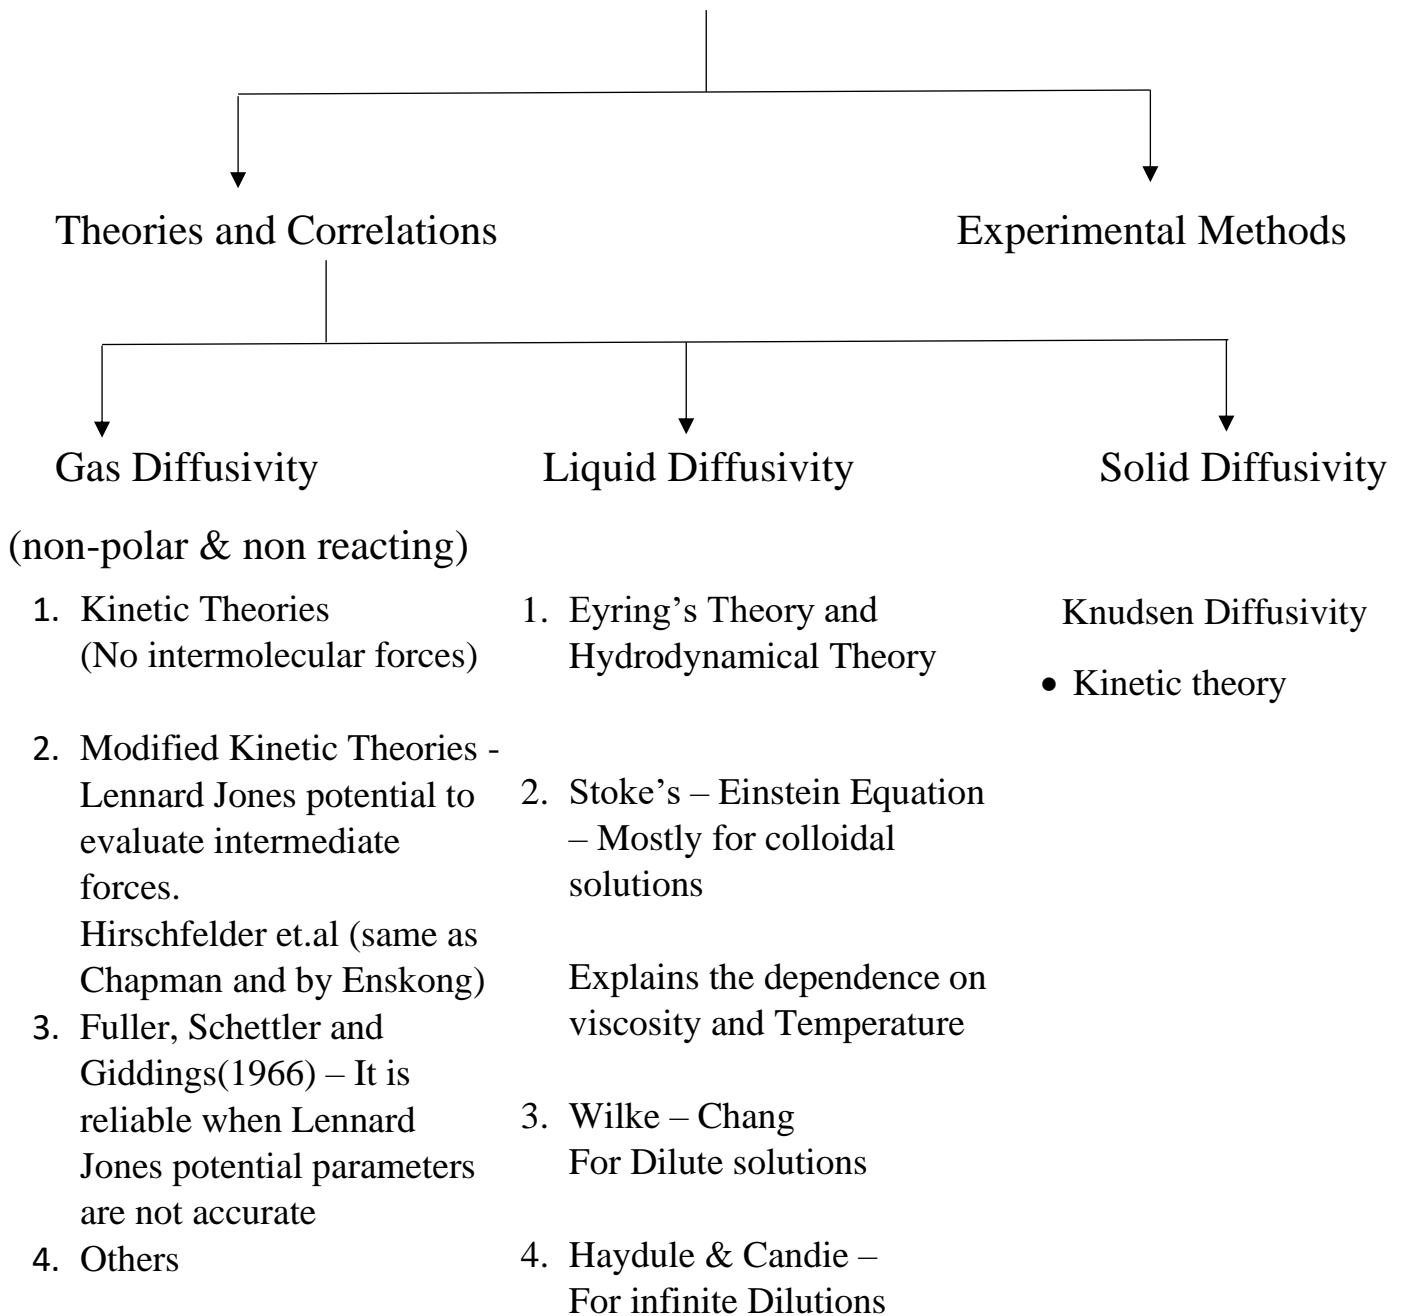 Theories and Correlations
Experimental Methods
Gas Diffusivity
Liquid Diffusivity
Solid Diffusivity
(non-polar & non reacting)
1. Kinetic Theories
(No intermolecular forces)
2. Modified Kinetic Theories -
Lennard Jones potential to
evaluate intermediate
forces.
Hirschfelder et.al (same as
Chapman and by Enskong)
3. Fuller, Schettler and
Giddings(1966) – It is
reliable when Lennard
Jones potential parameters
are not accurate
4. Others
1. Eyring’s Theory and
Hydrodynamical Theory
2. Stoke’s – Einstein Equation
– Mostly for colloidal
solutions
Explains the dependence on
viscosity and Temperature
3. Wilke – Chang
For Dilute solutions
4. Haydule & Candie –
For infinite Dilutions
Knudsen Diffusivity
• Kinetic theory